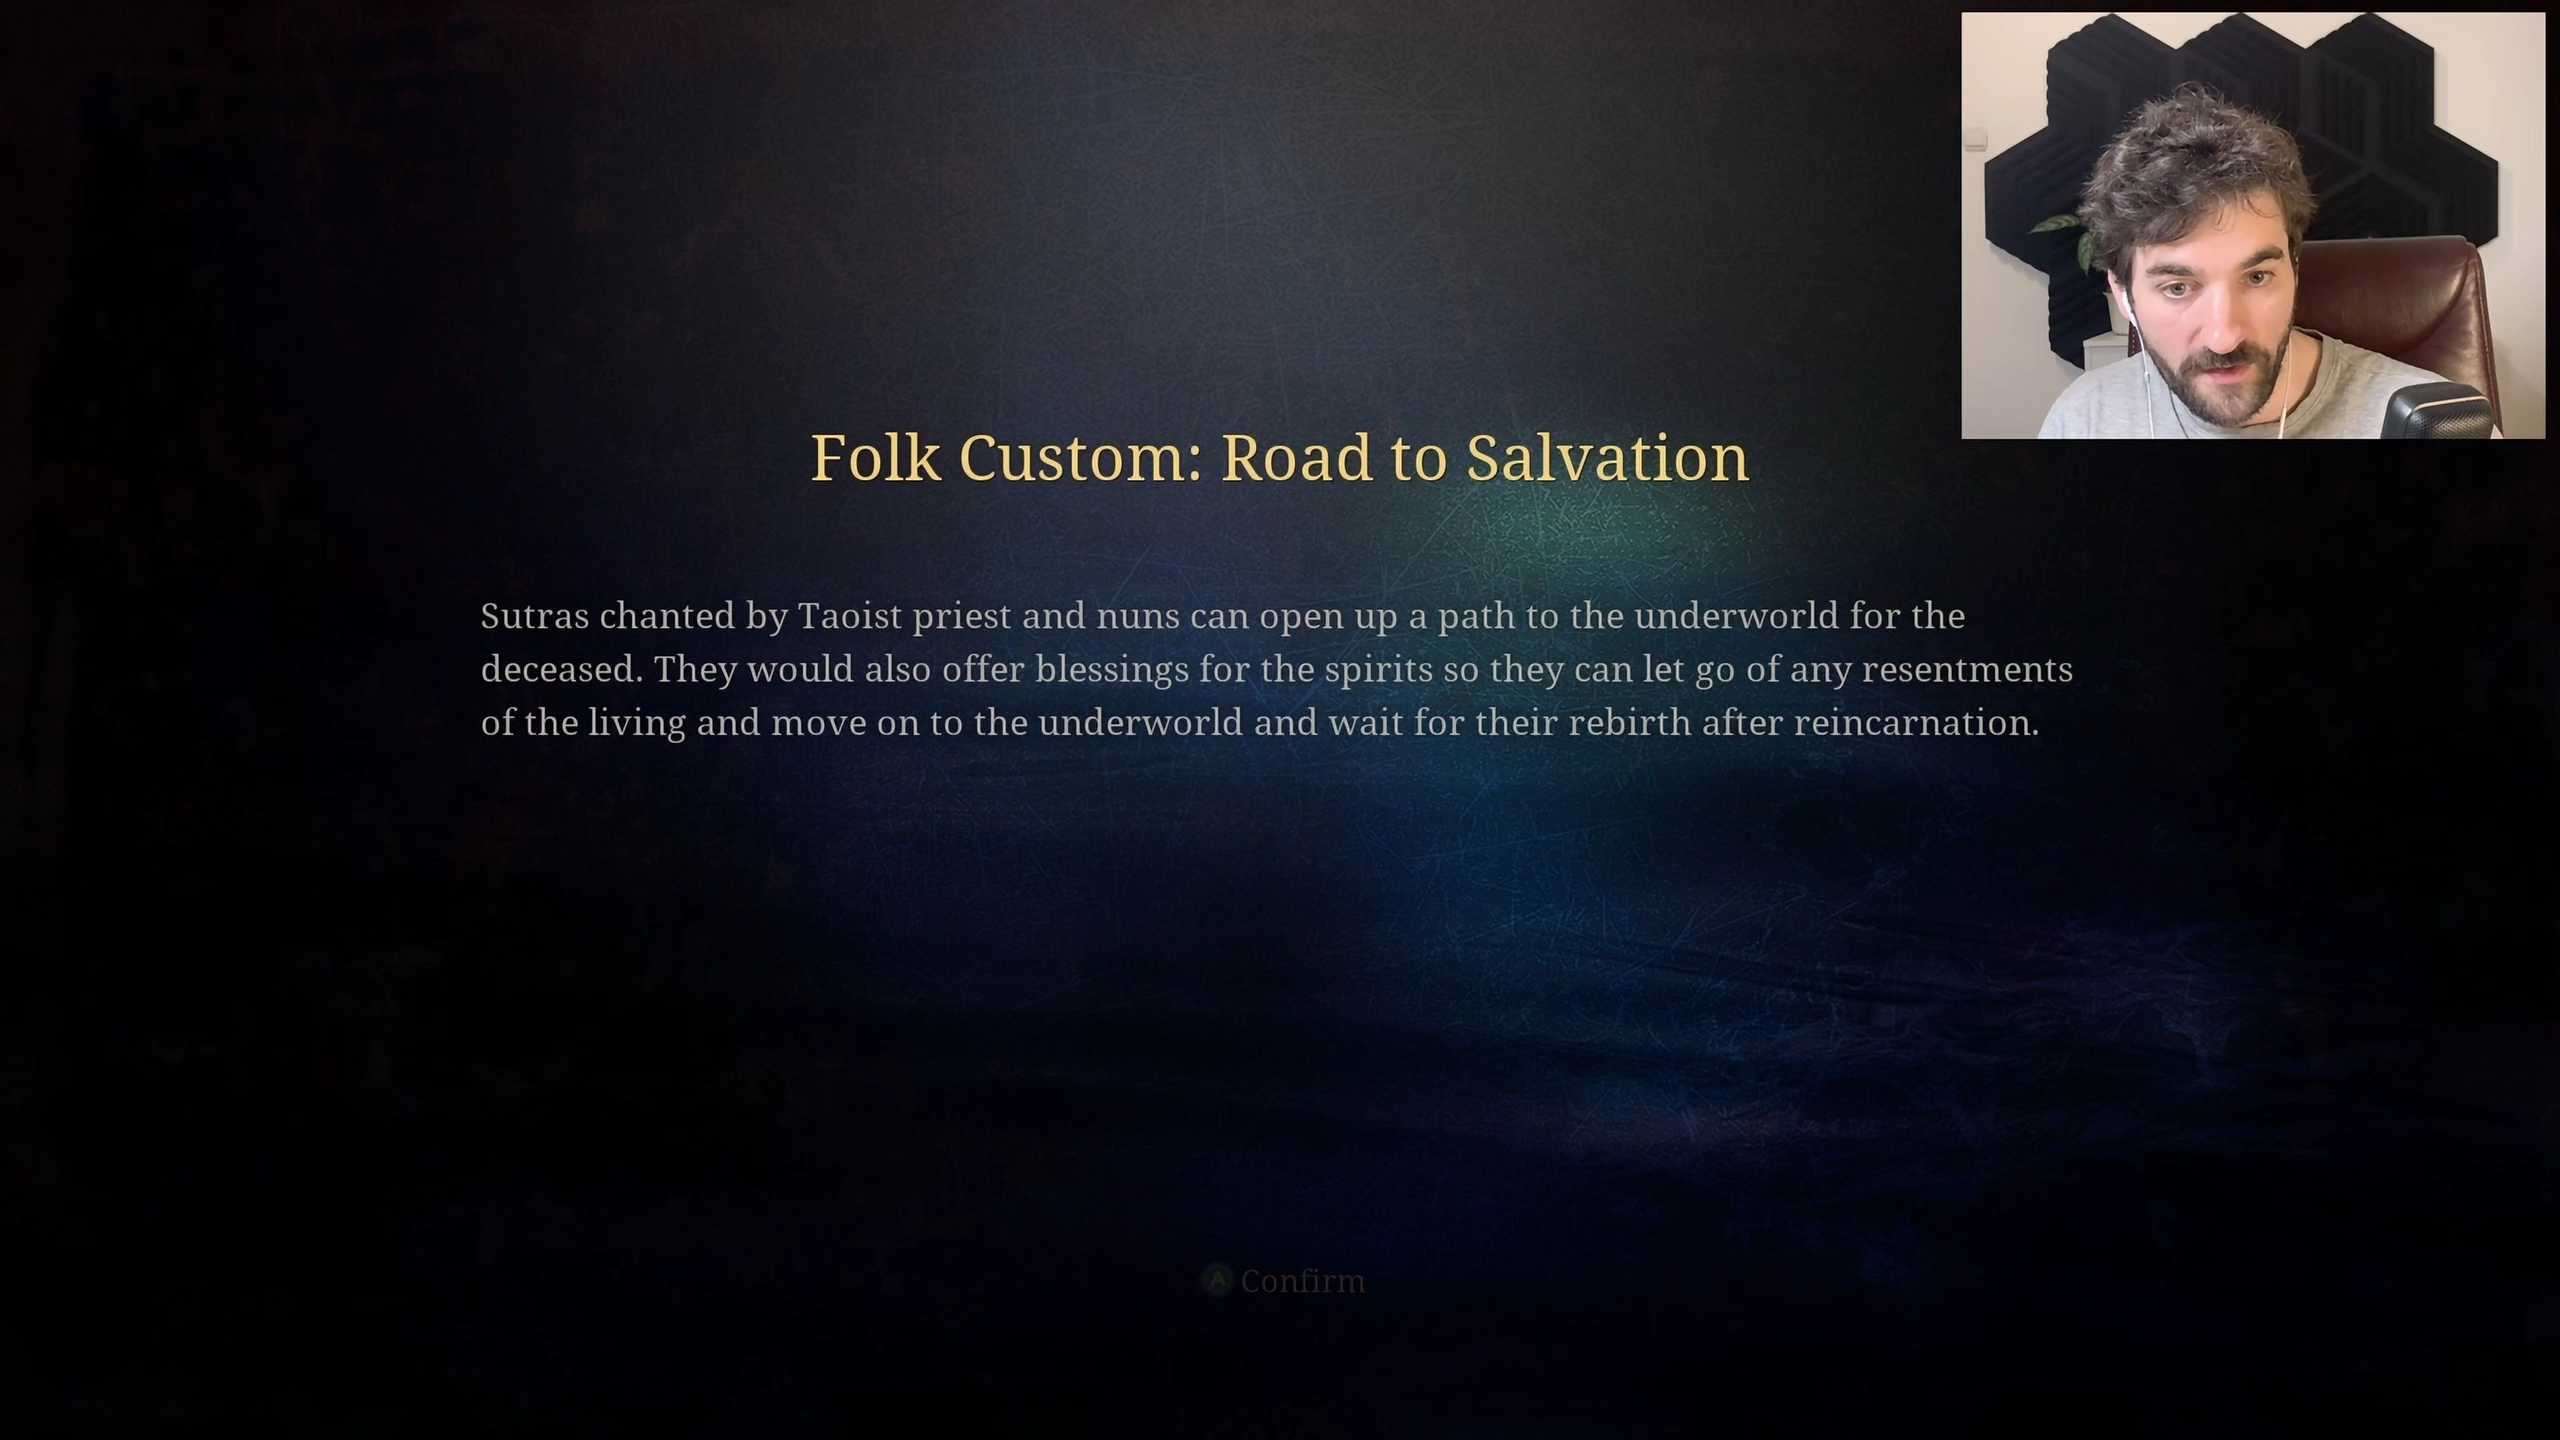 Folk Custom: Road to Salvation
Sutras chanted by Taoist priest and nuns can open up a path to the underworld for the
deceased. They would also offer blessings for the spirits so they can let go of any resentments
of the living and move on to the underworld and wait for their rebirth after reincarnation.
A Confirm